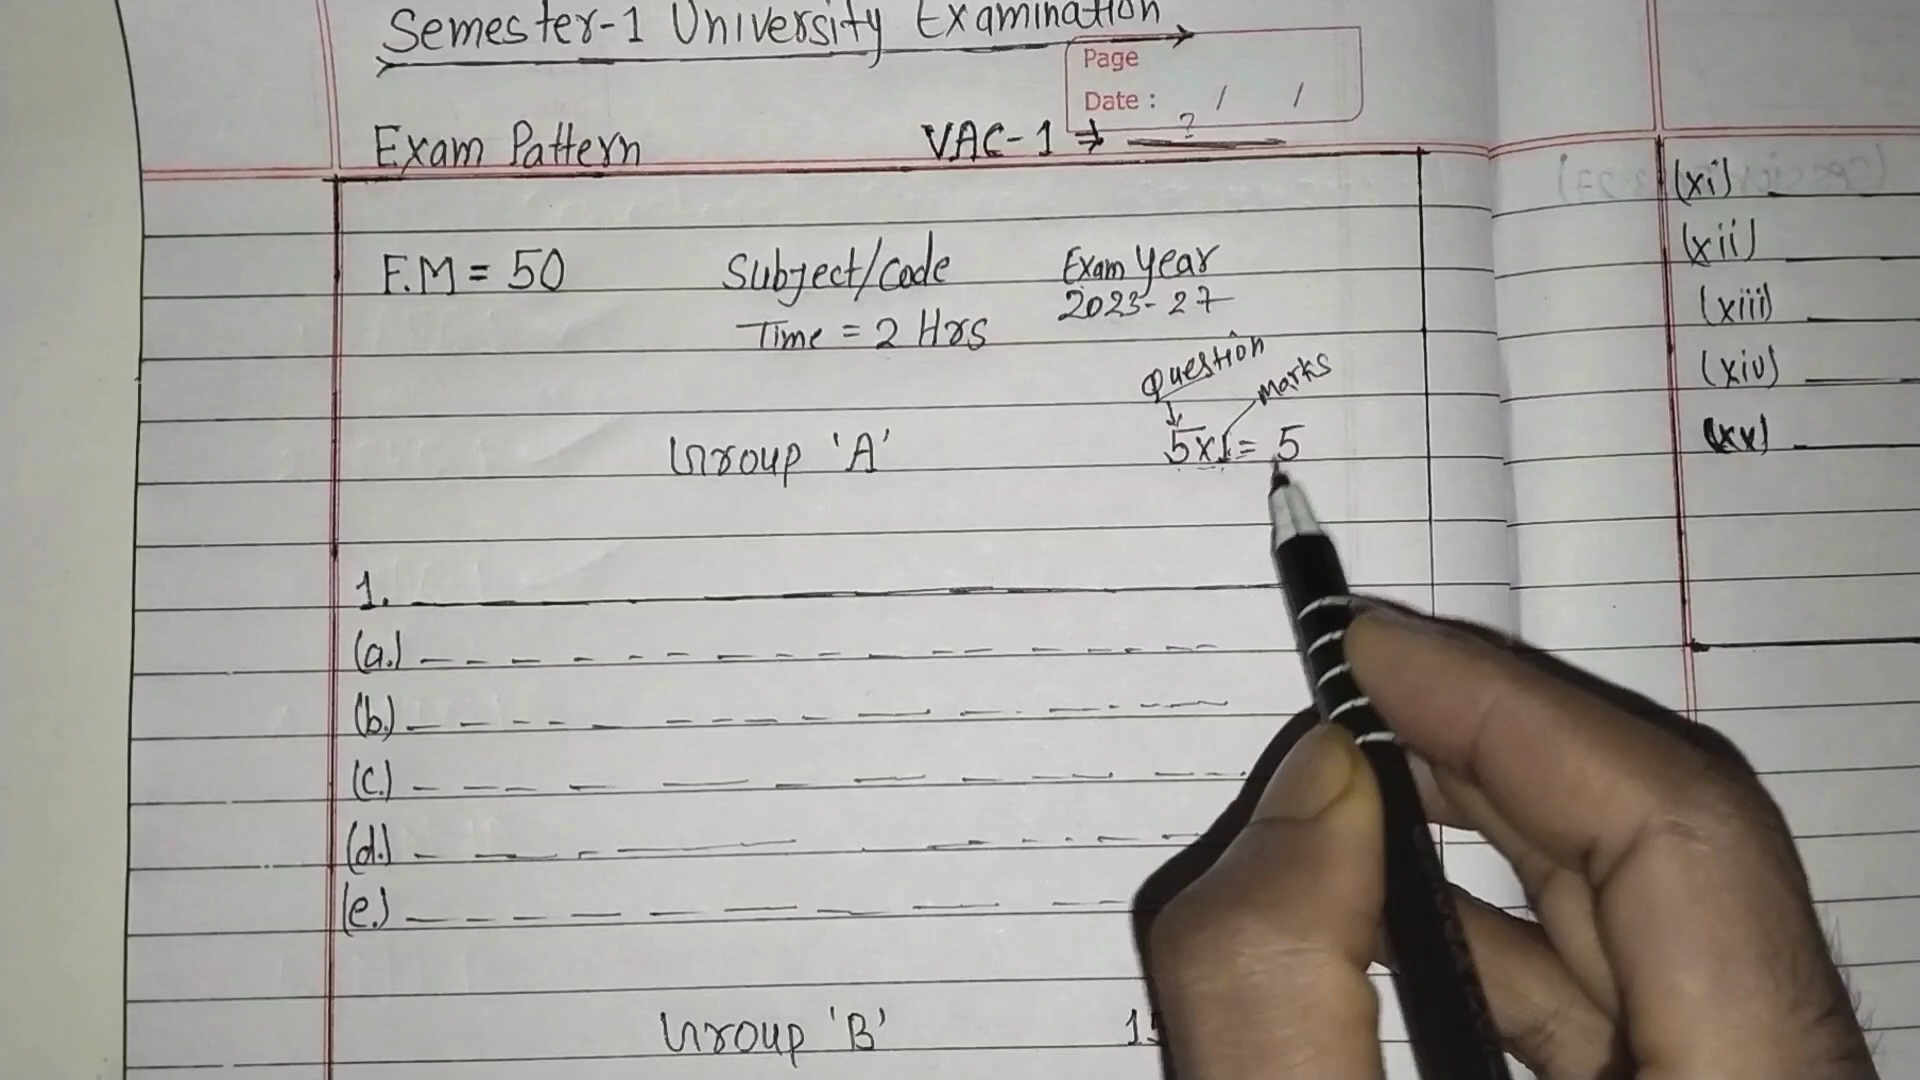 Semester-1 University Examination
Page
Date : / /
Exam Pattern VAC-1 → ?
F.M = 50 Subject/code Exam year
2023-27
Time = 2 Hrs
Question
marks
Group 'A' 5x1 = 5
1.
(a.)
(b.)
(c.)
(d.)
(e.)
Group 'B'
(xi)
(xii)
(xiii)
(xiv)
(xv)